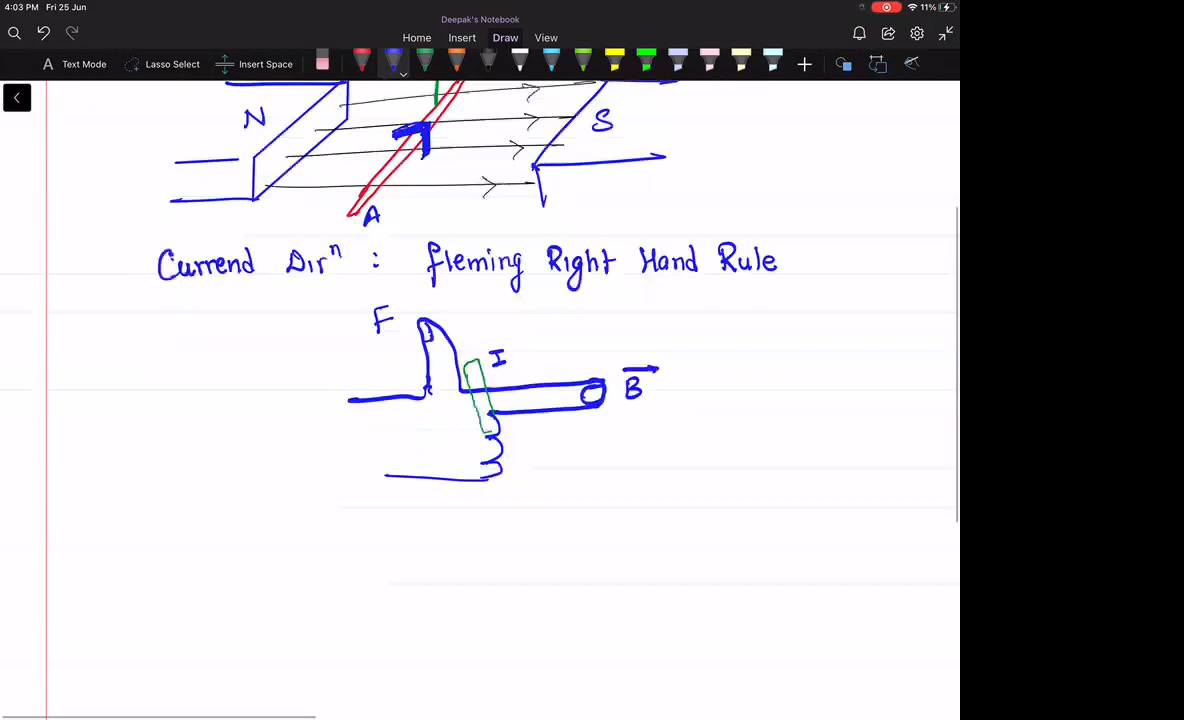 4:03 PM Fri 25 Jun
11%
Deepak's Notebook
Home Insert Draw View
A Text Mode Lasso Select Insert Space
N
S
A
Currend Dirⁿ : fleming Right Hand Rule
F
I
B